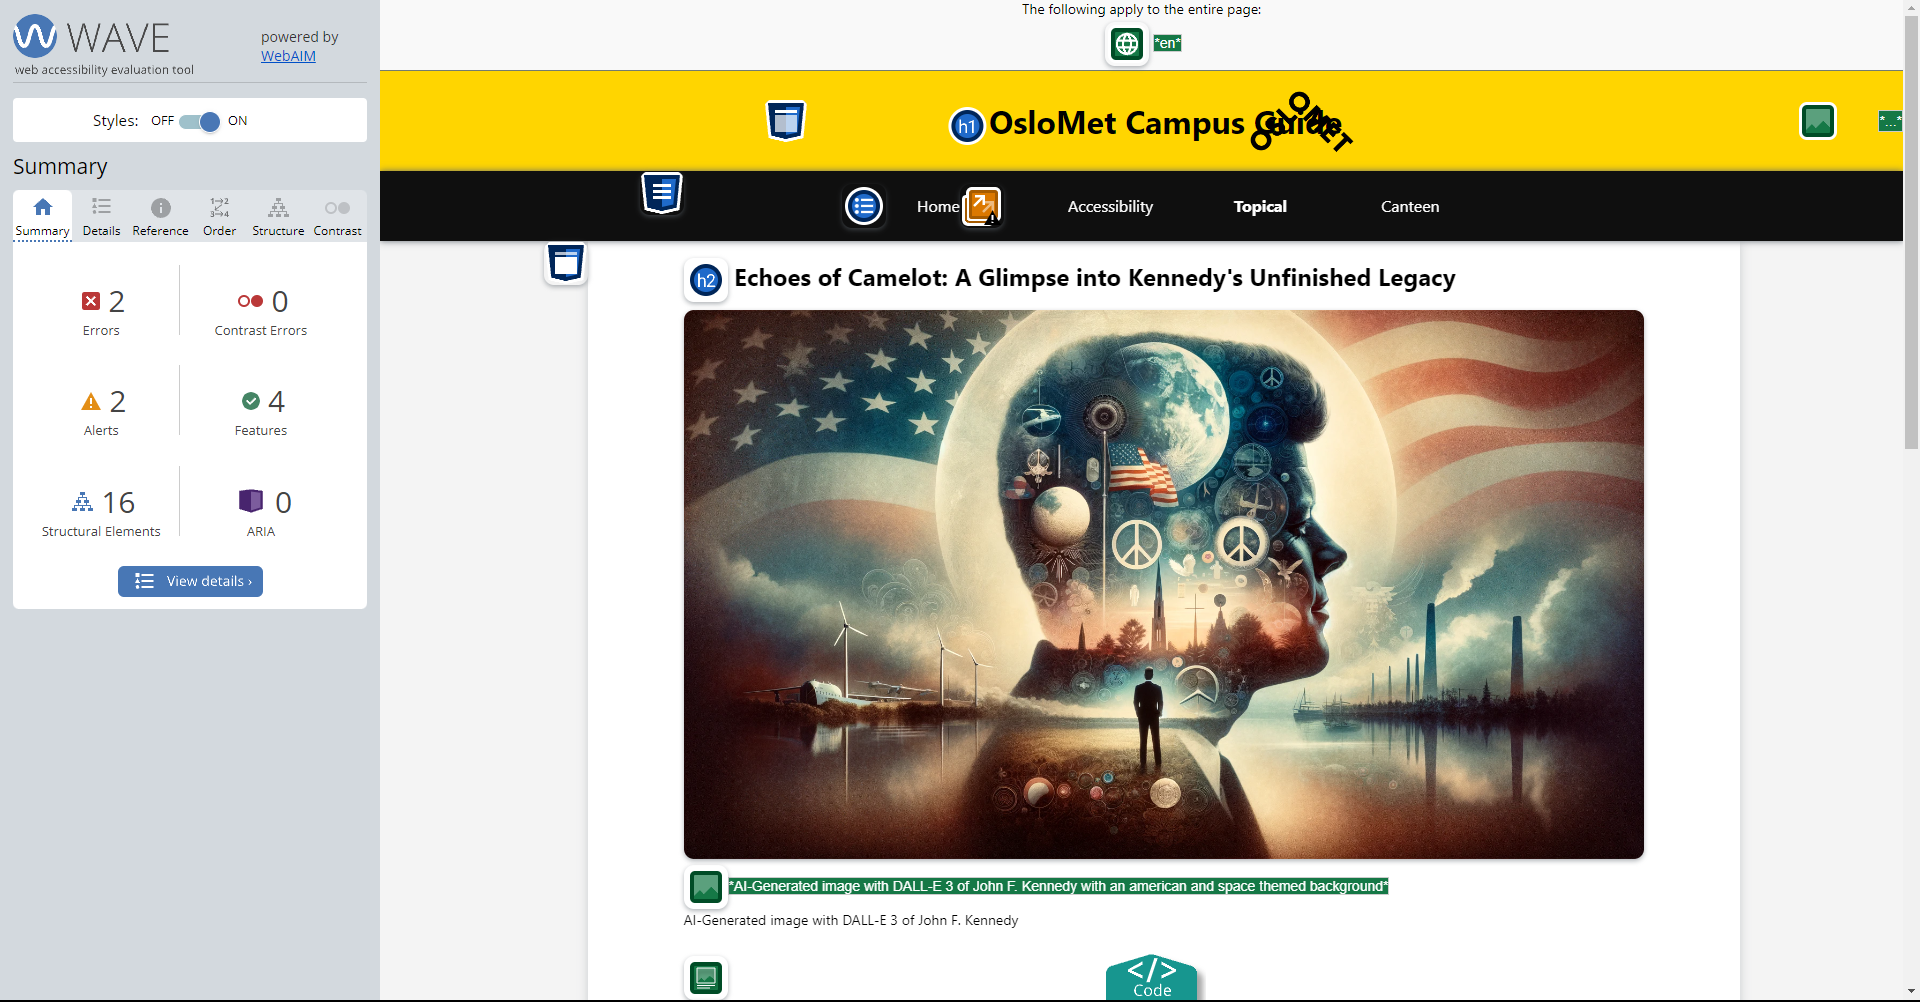 WAVE
web accessibility evaluation tool
powered by
WebAIM
Styles: OFF ON
Summary
Summary
Details
Reference
Order
Structure
Contrast
2
Errors
0
Contrast Errors
2
Alerts
4
Features
16
Structural Elements
0
ARIA
View details ›
The following apply to the entire page:
*en*
h1 OsloMet Campus Guide
OSLOMET
*...*
Home
Accessibility
Topical
Canteen
h2 Echoes of Camelot: A Glimpse into Kennedy's Unfinished Legacy
*AI-Generated image with DALL-E 3 of John F. Kennedy with an american and space themed background*
AI-Generated image with DALL-E 3 of John F. Kennedy
</>
Code